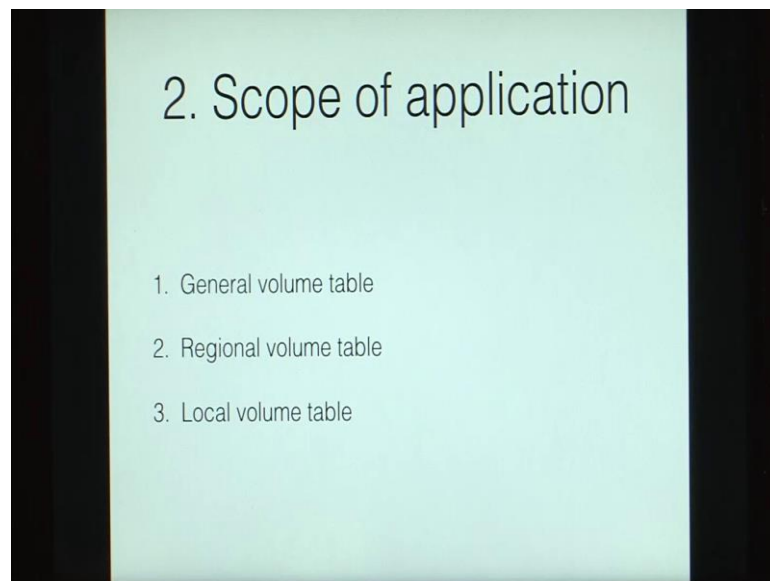 2. Scope of application
1. General volume table
2. Regional volume table
3. Local volume table